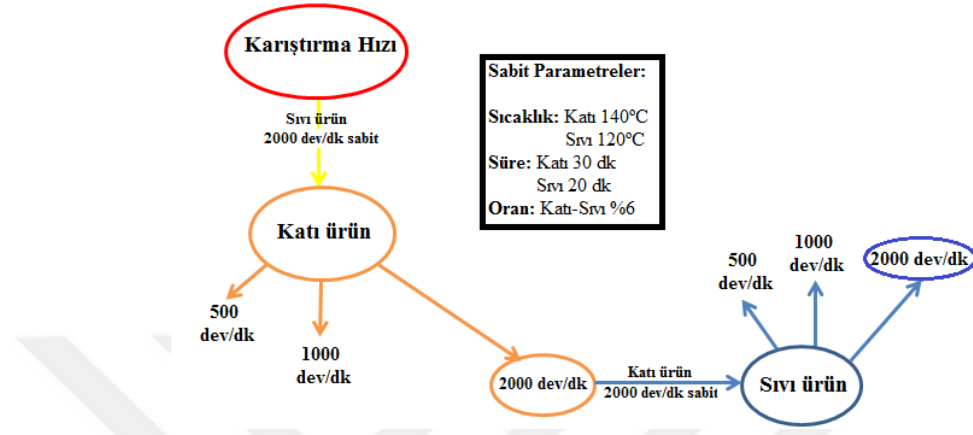 Karıştırma Hızı
Sıvı ürün
2000 dev/dk sabit
Sabit Parametreler:
Sıcaklık: Katı 140ºC
Sıvı 120ºC
Süre: Katı 30 dk
Sıvı 20 dk
Oran: Katı-Sıvı %6
Katı ürün
500
dev/dk
1000
dev/dk
2000 dev/dk
Katı ürün
2000 dev/dk sabit
Sıvı ürün
500
dev/dk
1000
dev/dk
2000 dev/dk